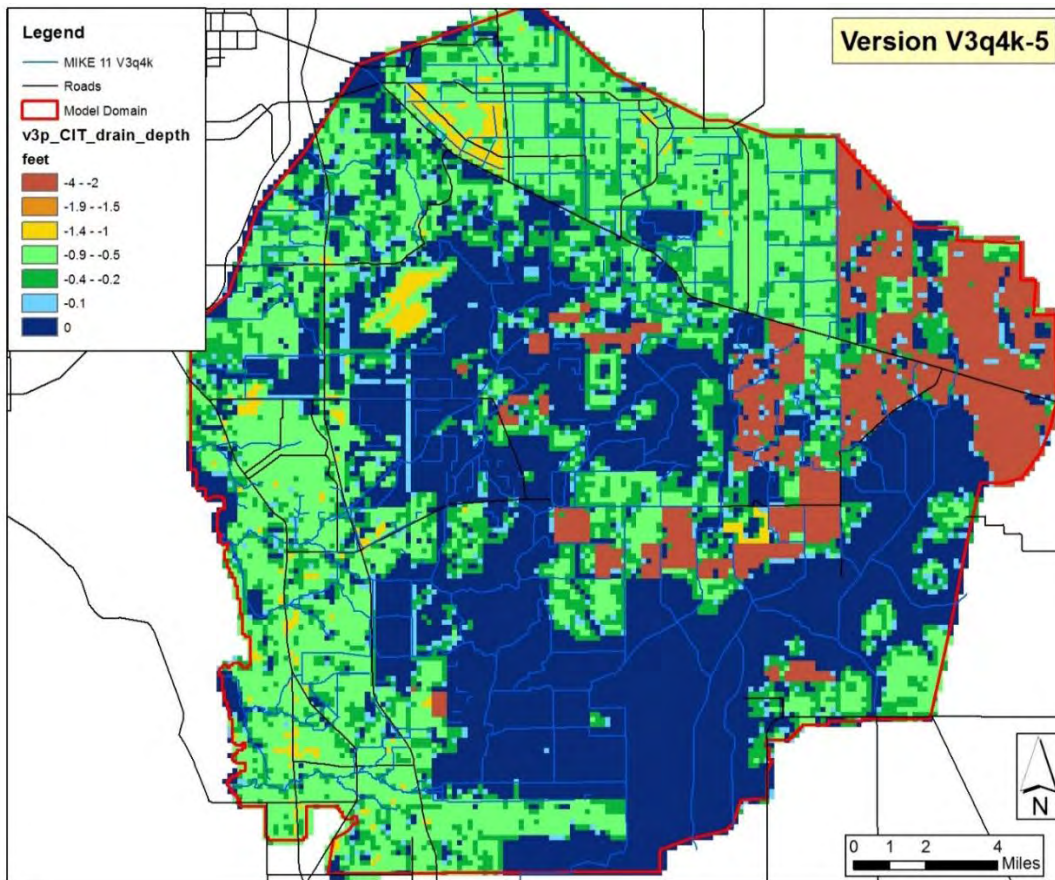 Legend
MIKE 11 V3q4k
Roads
Model Domain
v3p_CIT_drain_depth
feet
-4 - -2
-1.9 - -1.5
-1.4 - -1
-0.9 - -0.5
-0.4 - -0.2
-0.1
0
Version V3q4k-5
N
0 1 2 4
Miles